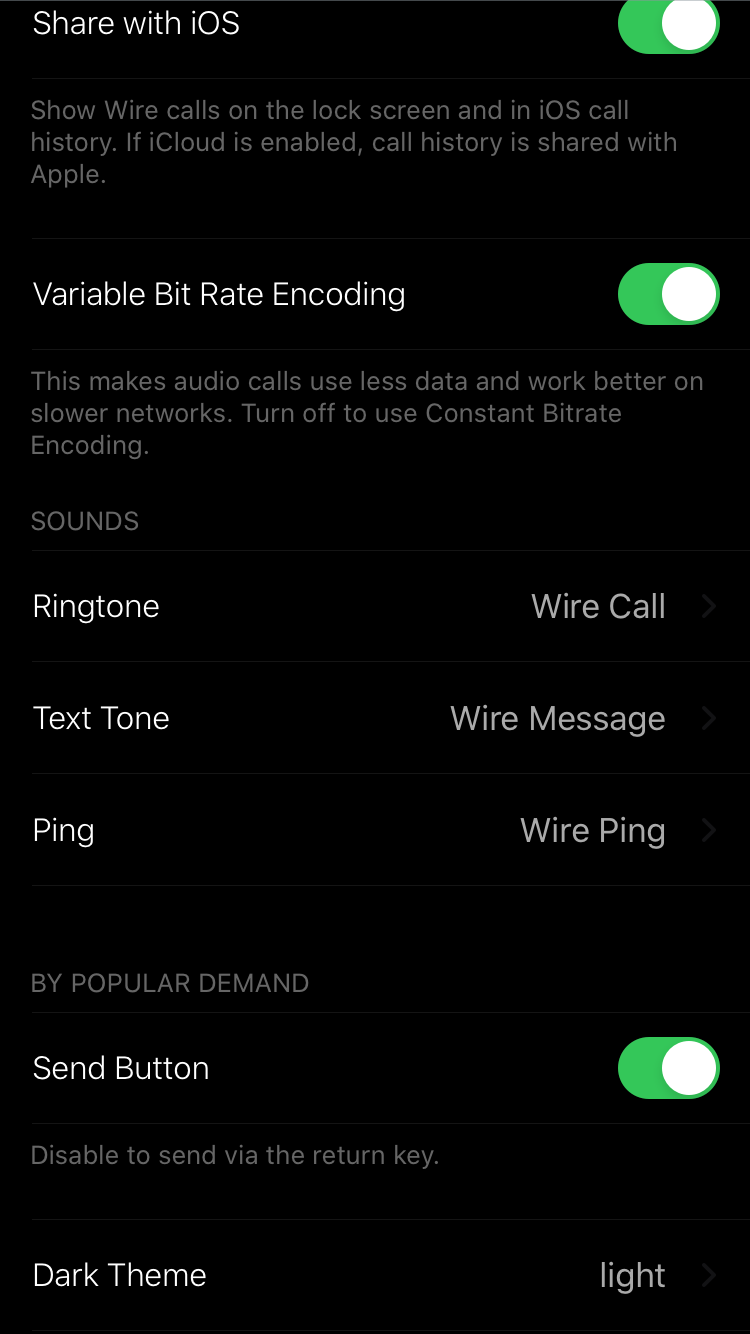 Share with iOS
Show Wire calls on the lock screen and in iOS call
history. If iCloud is enabled, call history is shared with
Apple.
Variable Bit Rate Encoding
This makes audio calls use less data and work better on
slower networks. Turn off to use Constant Bitrate
Encoding.
SOUNDS
Ringtone Wire Call
Text Tone Wire Message
Ping Wire Ping
BY POPULAR DEMAND
Send Button
Disable to send via the return key.
Dark Theme light